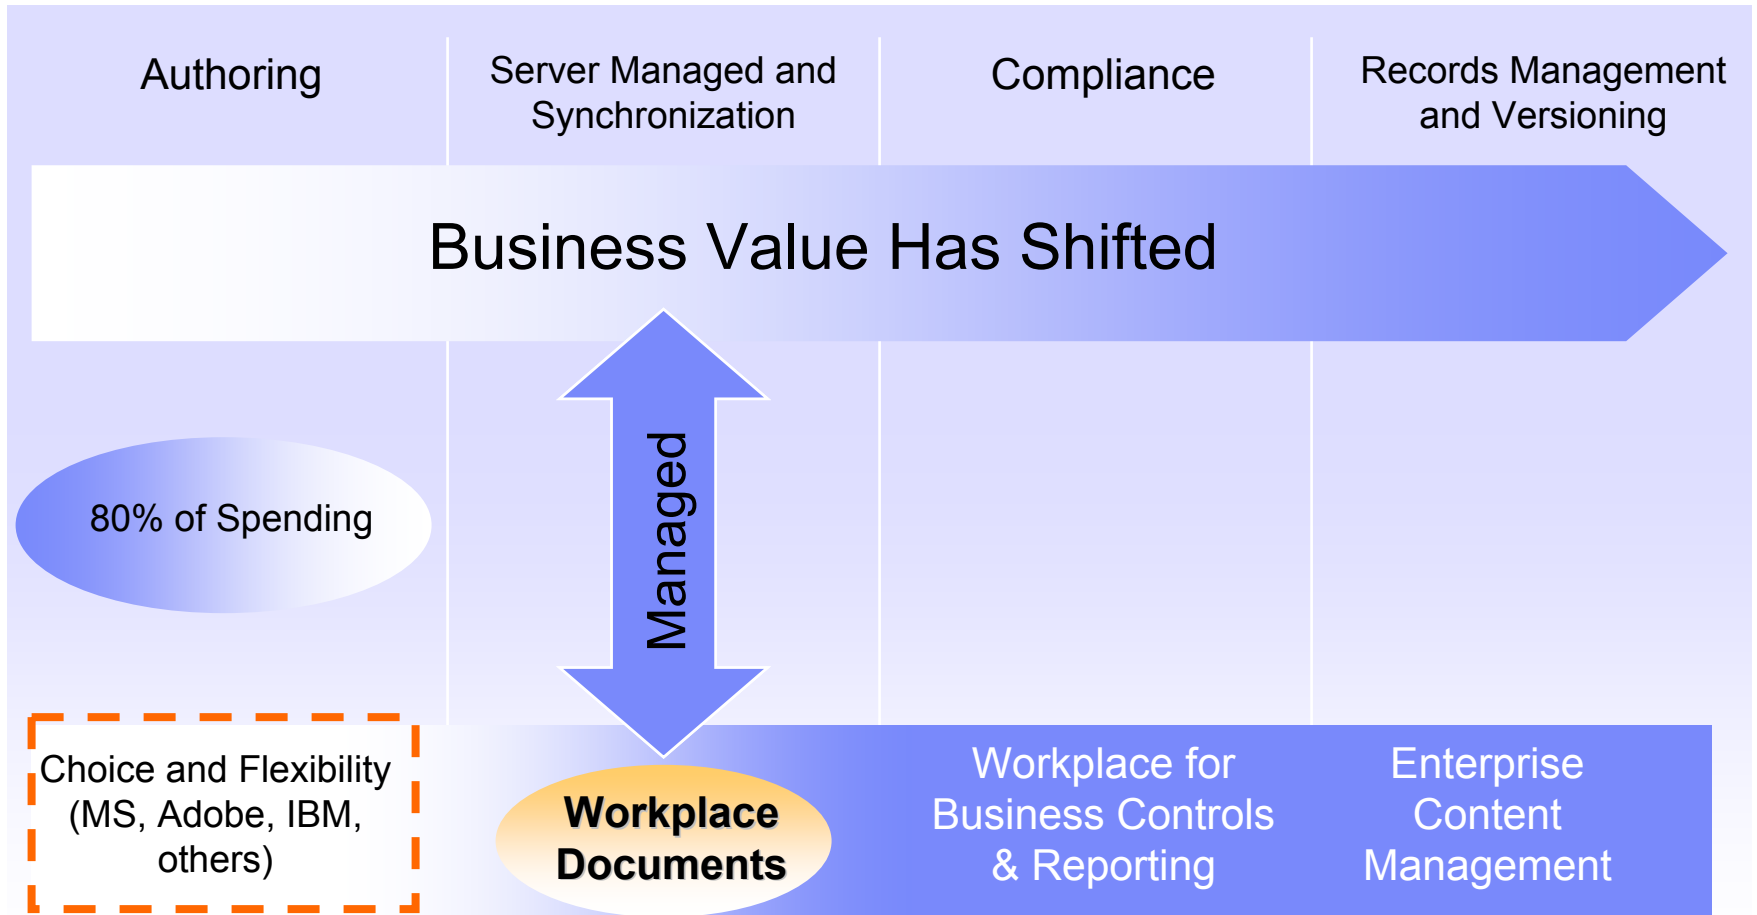 Authoring
Server Managed and
Synchronization
Compliance
Records Management
and Versioning
Business Value Has Shifted
Managed
80% of Spending
Choice and Flexibility
(MS, Adobe, IBM,
others)
Workplace
Documents
Workplace for
Business Controls
& Reporting
Enterprise
Content
Management